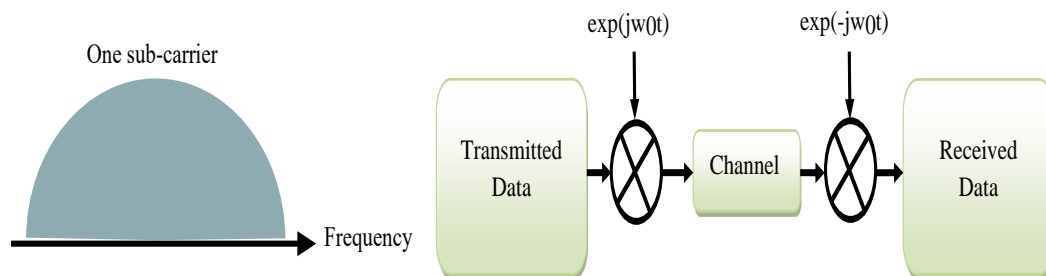 One sub-carrier
Frequency
exp(jw0t)
exp(-jw0t)
Transmitted
Data
Channel
Received
Data